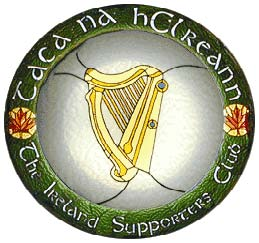 Taca na hÉireann
The Ireland Supporters Club